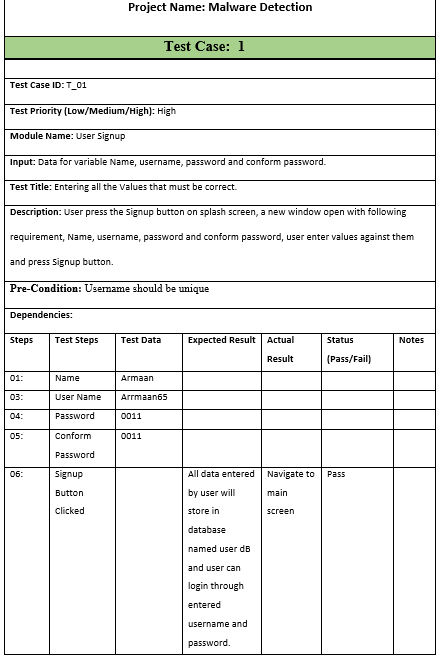 Project Name: Malware Detection
Test Case: 1
Test Case ID: T_01
Test Priority (Low/Medium/High): High
Module Name: User Signup
Input: Data for variable Name, username, password and conform password.
Test Title: Entering all the Values that must be correct.
Description: User press the Signup button on splash screen, a new window open with following
requirement, Name, username, password and conform password, user enter values against them
and press Signup button.
Pre-Condition: Username should be unique
Dependencies:
Steps Test Steps Test Data Expected Result Actual Result Status (Pass/Fail) Notes
01: Name Armaan
03: User Name Arrmaan65
04: Password 0011
05: Conform Password 0011
06: Signup Button Clicked
All data entered
by user will
store in
database
named user dB
and user can
login through
entered
username and
password.
Navigate to
main
screen
Pass